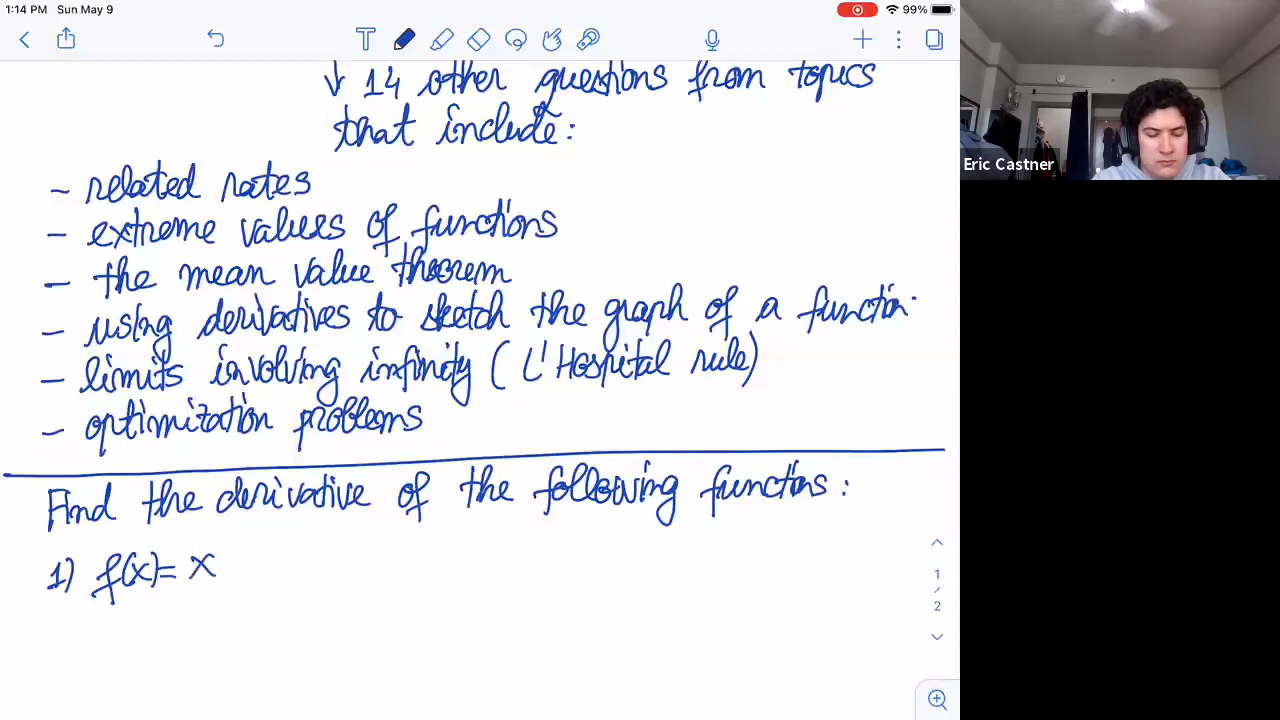 1:14 PM Sun May 9
99%
↓ 14 other questions from topics
that include:
- related rates
- extreme values of functions
- the mean value theorem
- using derivatives to sketch the graph of a function.
- limits involving infinity (L'Hospital rule)
- optimization problems
Find the derivative of the following functions:
1) f(x)= x
1
/
2
Eric Castner